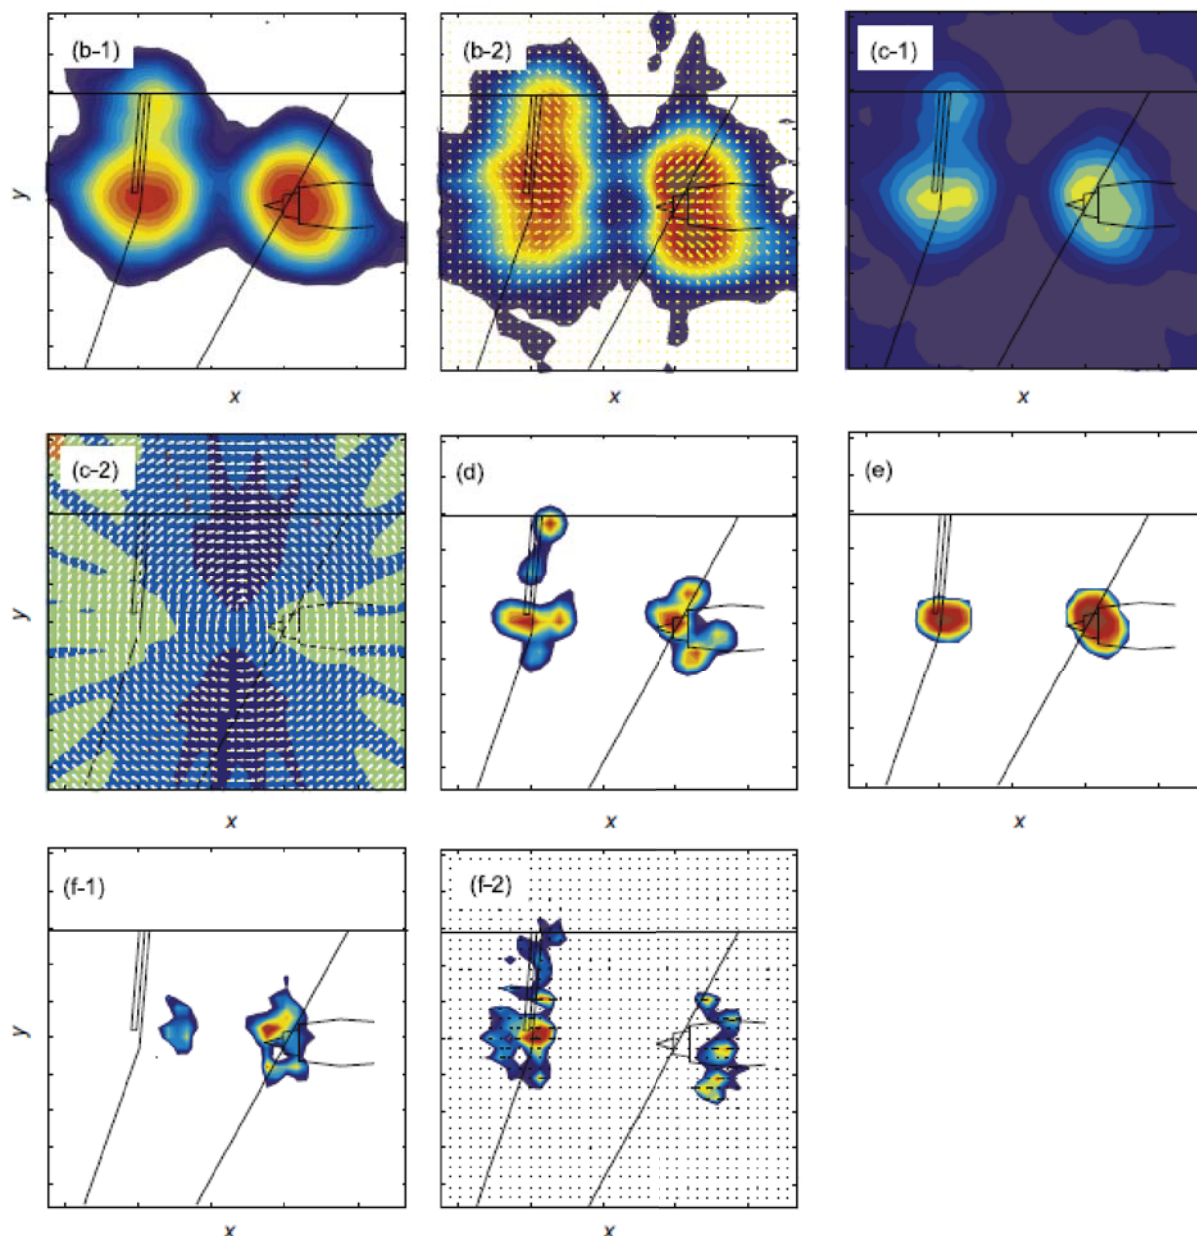 (b-1) (b-2) (c-1)
y
x x x
(c-2) (d) (e)
y
x x x
(f-1) (f-2)
y
x x